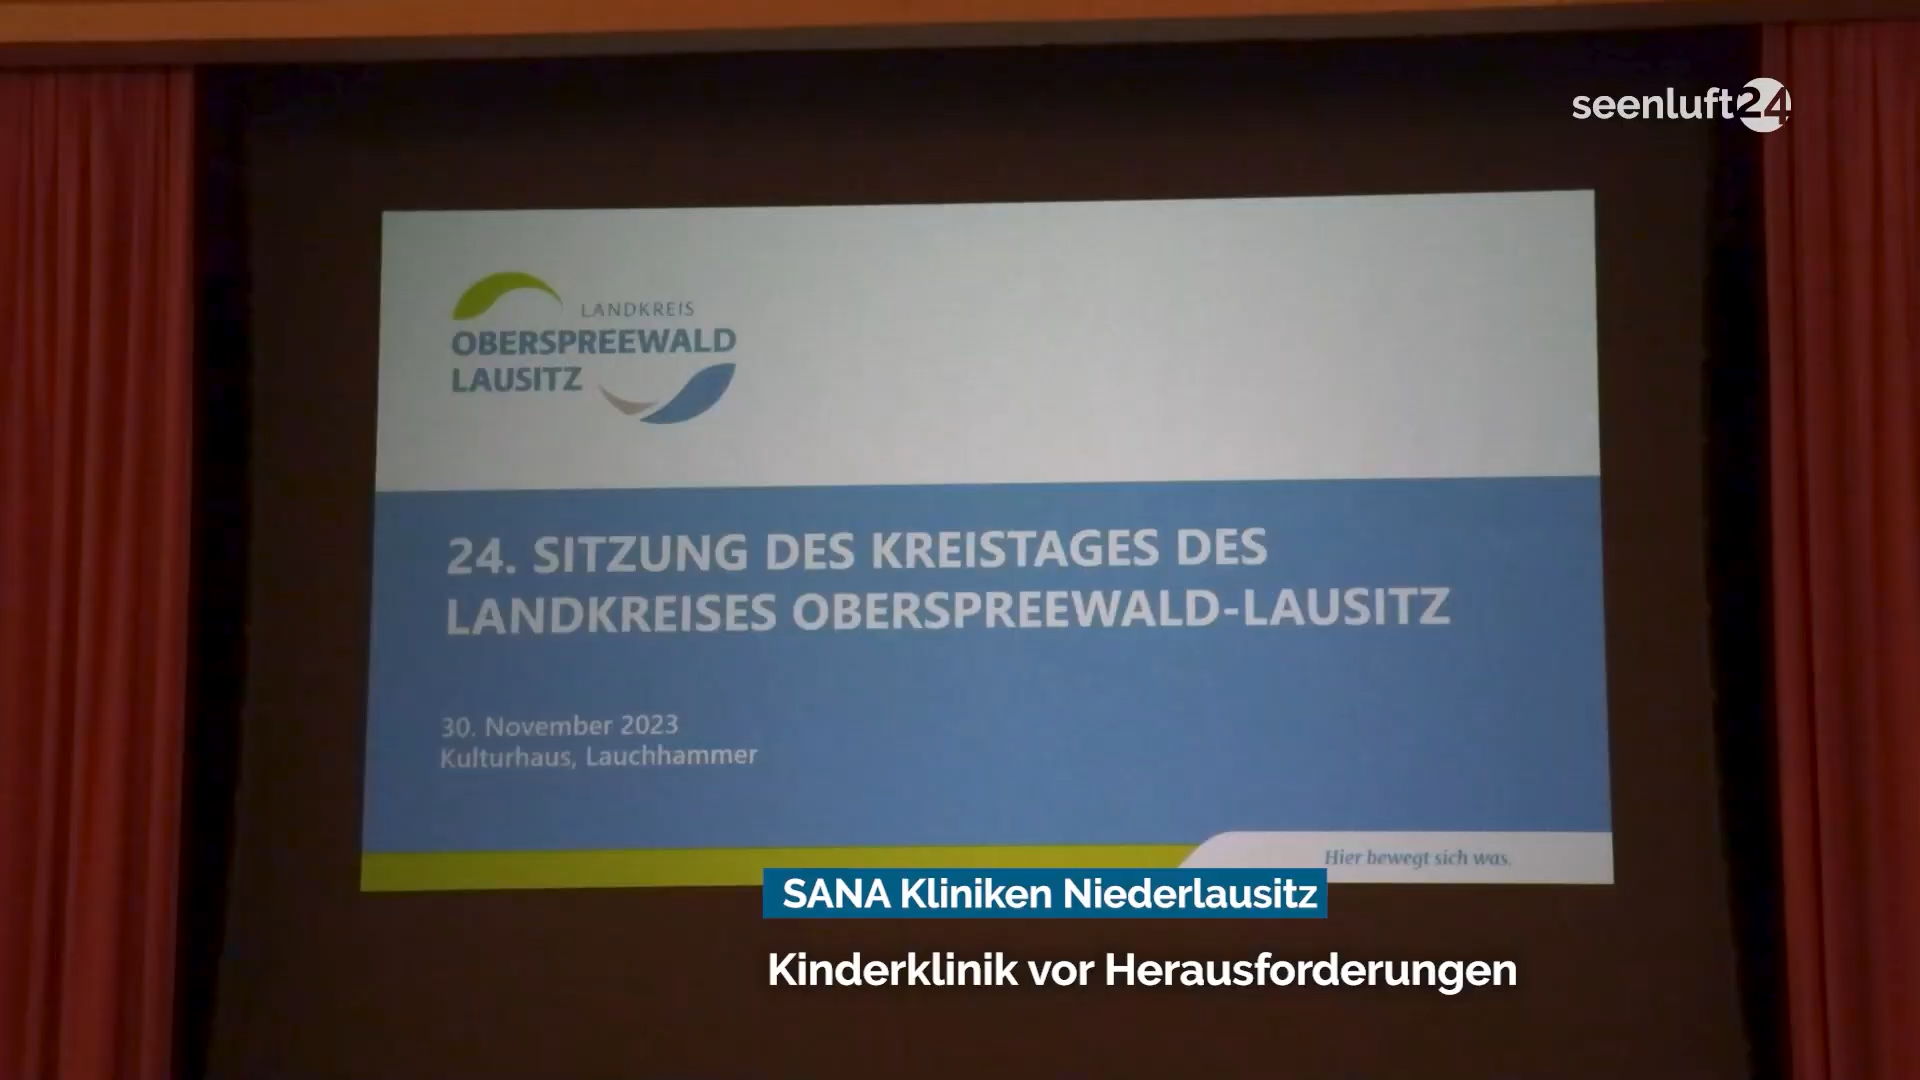 seenluft24
LANDKREIS
OBERSPREEWALD
LAUSITZ
24. SITZUNG DES KREISTAGES DES
LANDKREISES OBERSPREEWALD-LAUSITZ
30. November 2023
Kulturhaus, Lauchhammer
Hier bewegt sich was.
SANA Kliniken Niederlausitz
Kinderklinik vor Herausforderungen